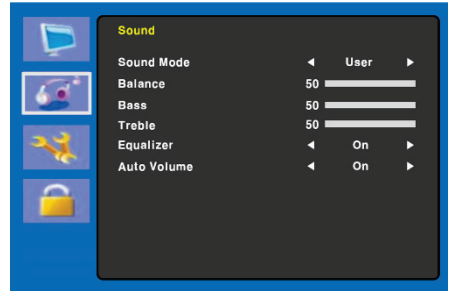 Sound
Sound Mode User
Balance 50
Bass 50
Treble 50
Equalizer On
Auto Volume On